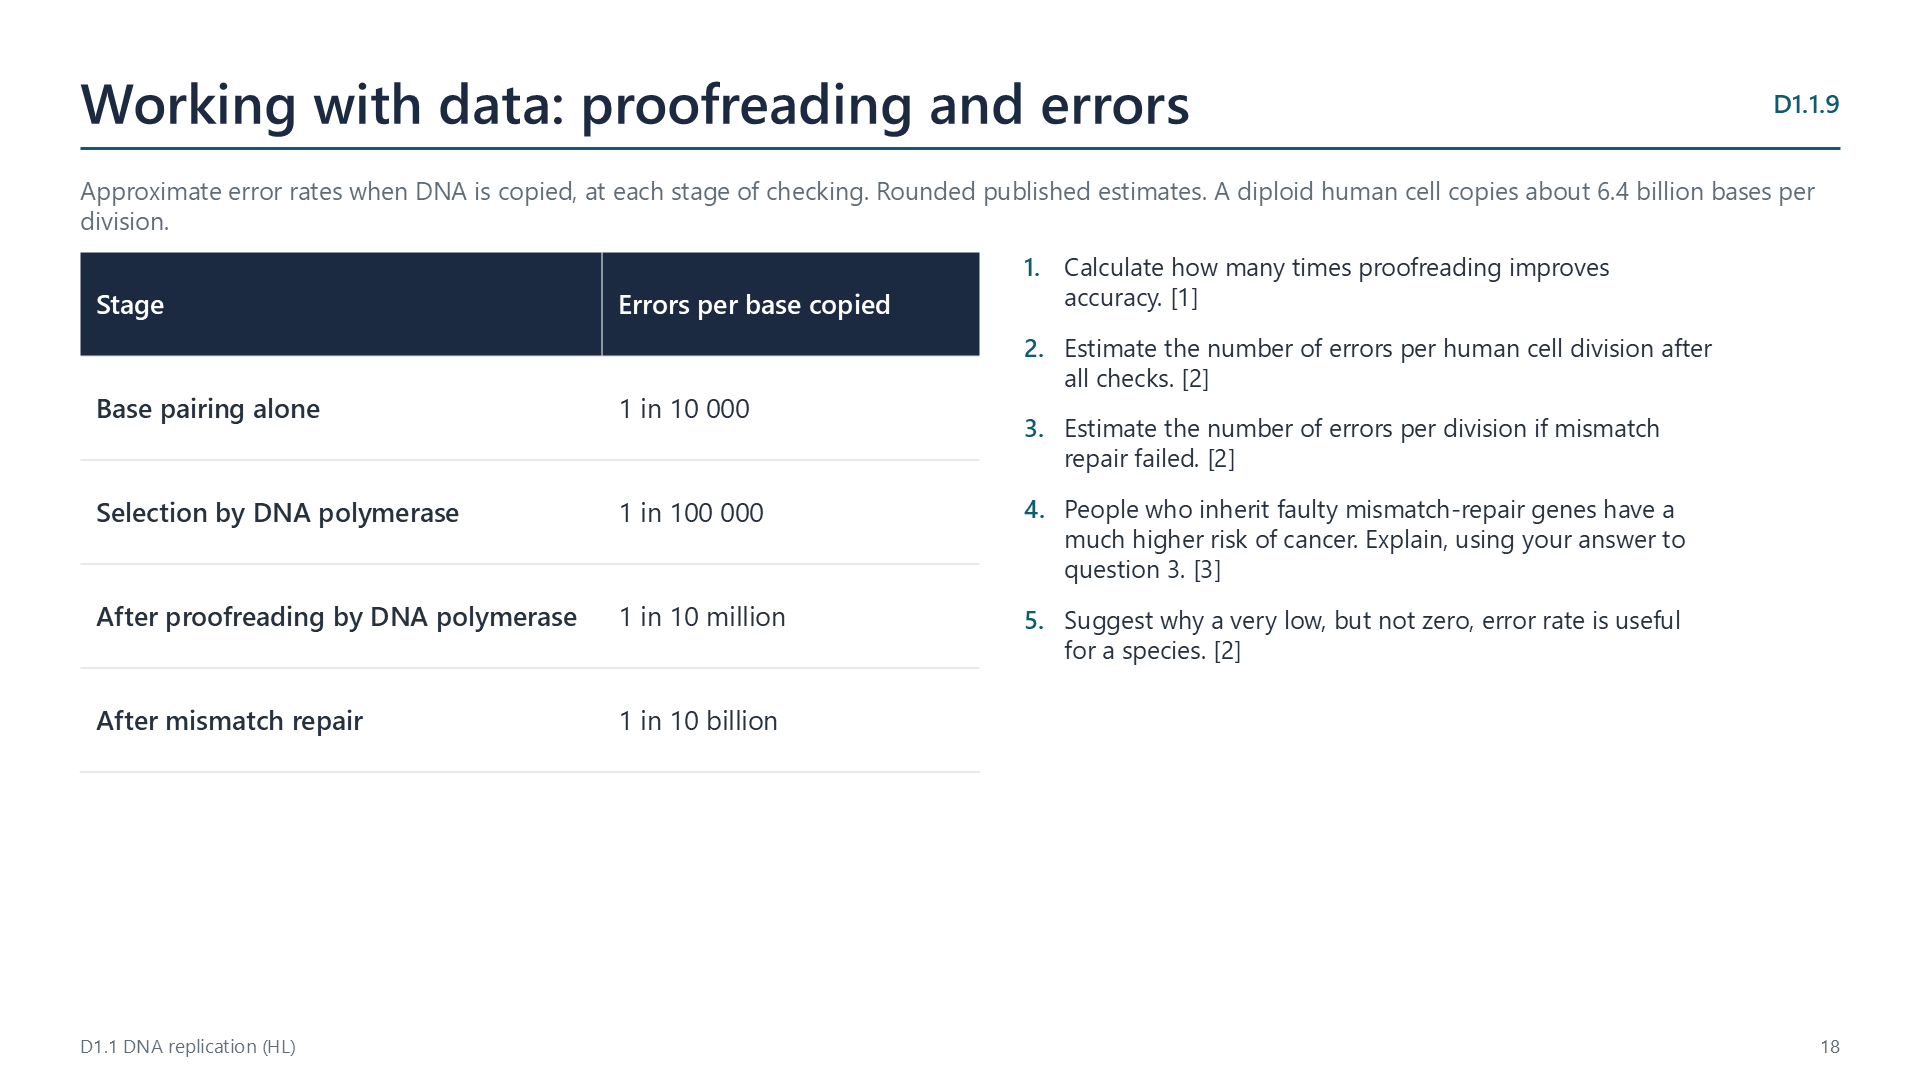 Working with data: proofreading and errors
D1.1.9
Approximate error rates when DNA is copied, at each stage of checking. Rounded published estimates. A diploid human cell copies about 6.4 billion bases per
division.
Stage
Errors per base copied
Base pairing alone
1 in 10 000
Selection by DNA polymerase
1 in 100 000
After proofreading by DNA polymerase
1 in 10 million
After mismatch repair
1 in 10 billion
1. Calculate how many times proofreading improves
accuracy. [1]
2. Estimate the number of errors per human cell division after
all checks. [2]
3. Estimate the number of errors per division if mismatch
repair failed. [2]
4. People who inherit faulty mismatch-repair genes have a
much higher risk of cancer. Explain, using your answer to
question 3. [3]
5. Suggest why a very low, but not zero, error rate is useful
for a species. [2]
D1.1 DNA replication (HL)
18